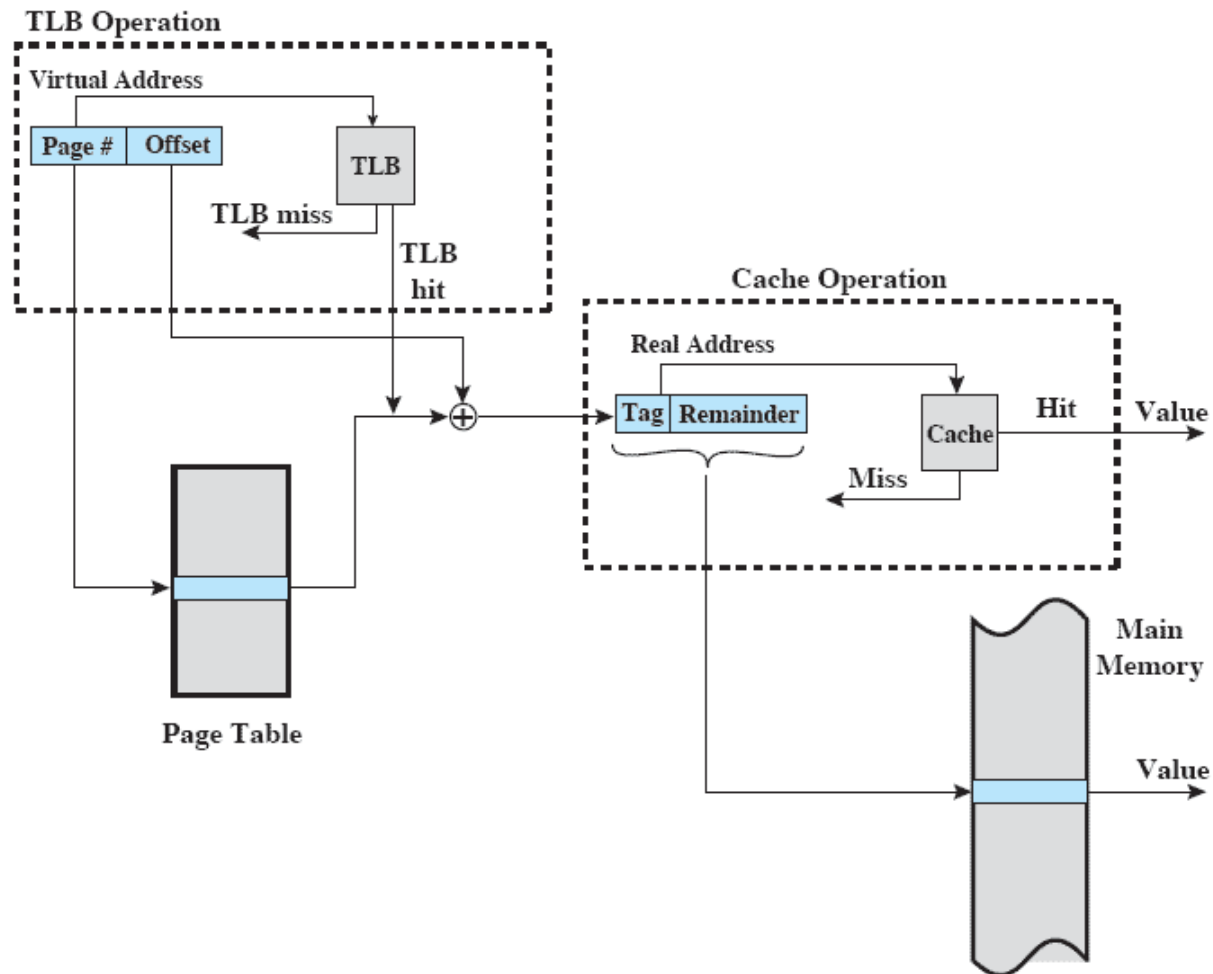 TLB Operation
Virtual Address
Page # Offset
TLB
TLB miss
TLB
hit
Cache Operation
Real Address
Tag Remainder
Cache
Hit
Value
Miss
Page Table
Main
Memory
Value